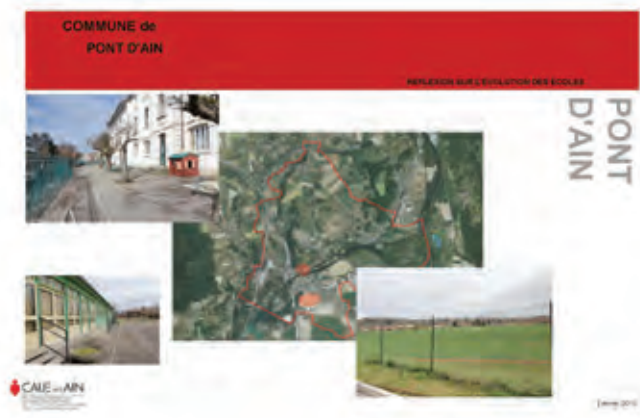 COMMUNE de
PONT D'AIN
REFLEXION SUR L'EVOLUTION DES ECOLES
PONT
D'AIN
CAUE DE L'AIN